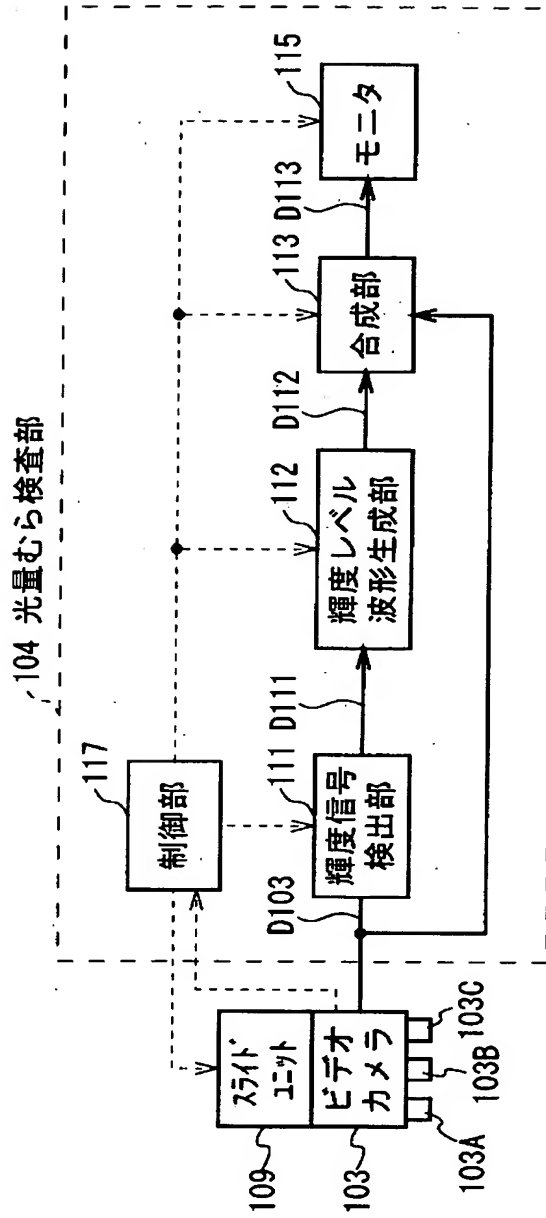 104 光量むら検査部
117
制御部
スライド
ユニット
109
ビデオ
カメラ
103
103A
103B
103C
D103
111
輝度信号
検出部
D111
112
輝度レベル
波形生成部
D112
113
合成部
D113
115
モニタ